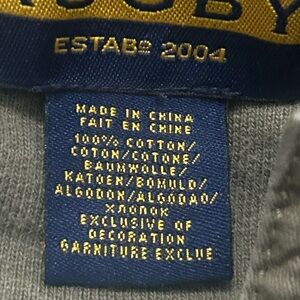 ESTABD 2004
MADE IN CHINA
FAIT EN CHINE
100% COTTON/
COTON/COTONE/
BAUMWOLLE/
KATOEN/BOMULD/
ALGODON/ALGODAO/
ХЛОПОК
EXCLUSIVE OF
DECORATION
GARNITURE EXCLUE